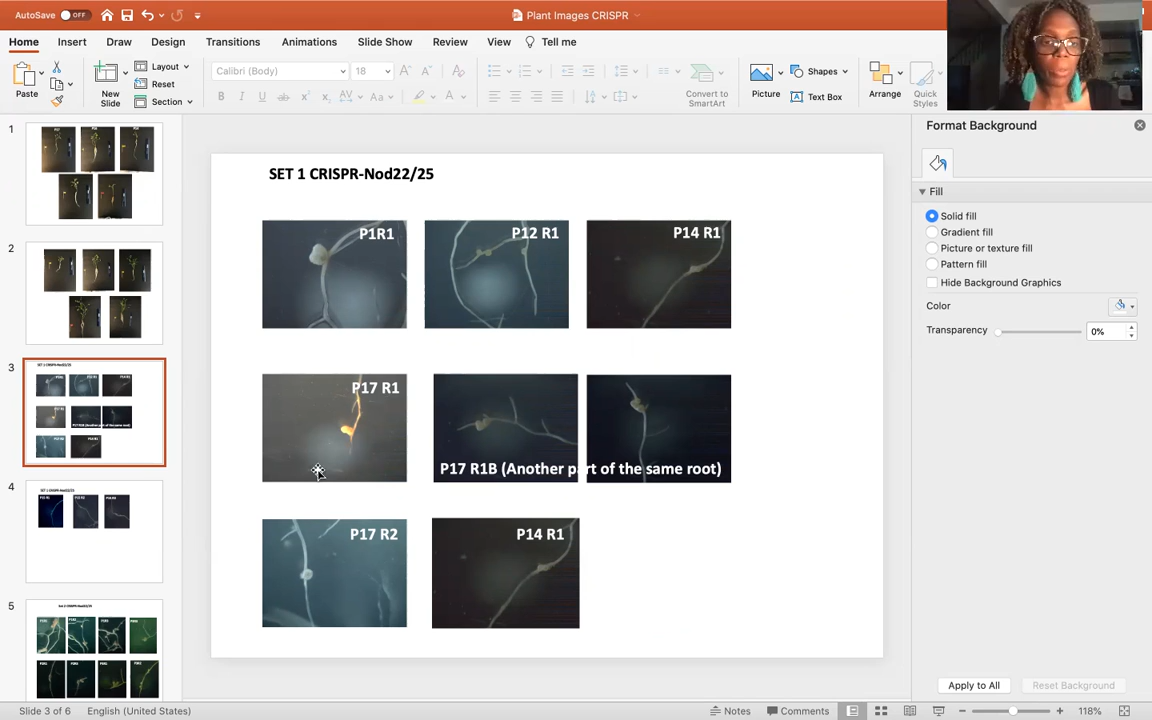 AutoSave OFF
Plant Images CRISPR
Home Insert Draw Design Transitions Animations Slide Show Review View Tell me
Paste
New Slide
Layout
Reset
Section
Calibri (Body) 18
B I U
Convert to SmartArt
Picture
Shapes
Text Box
Arrange
Quick Styles
1
2
3
4
5
SET 1 CRISPR-Nod22/25
P1R1
P12 R1
P14 R1
P17 R1
P17 R1B (Another part of the same root)
P17 R2
P14 R1
Format Background
Fill
Solid fill
Gradient fill
Picture or texture fill
Pattern fill
Hide Background Graphics
Color
Transparency 0%
Apply to All Reset Background
Slide 3 of 6 English (United States) Notes Comments 118%